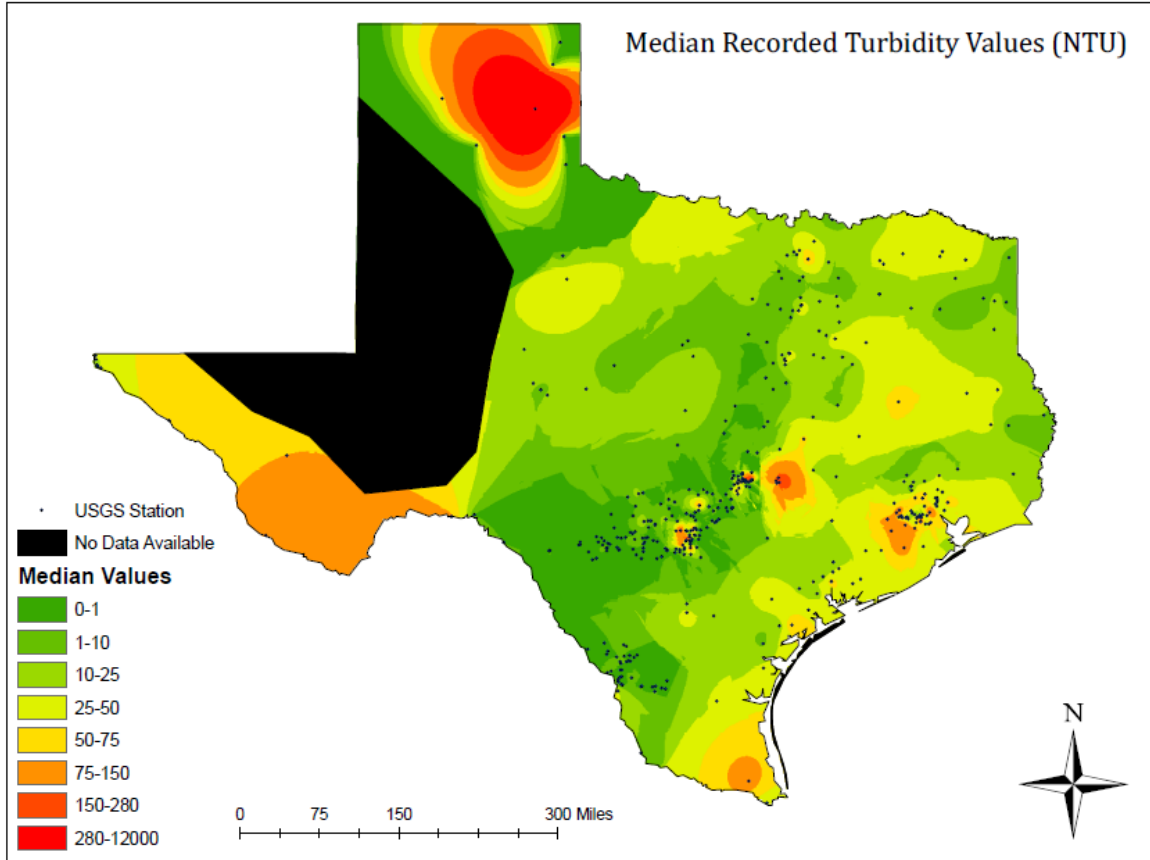 Median Recorded Turbidity Values (NTU)
USGS Station
No Data Available
Median Values
0-1
1-10
10-25
25-50
50-75
75-150
150-280
280-12000
0 75 150 300 Miles
N